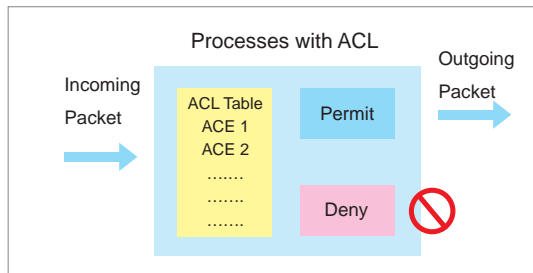 Processes with ACL
Incoming
Packet
ACL Table
ACE 1
ACE 2
.......
.......
.......
Permit
Deny
Outgoing
Packet